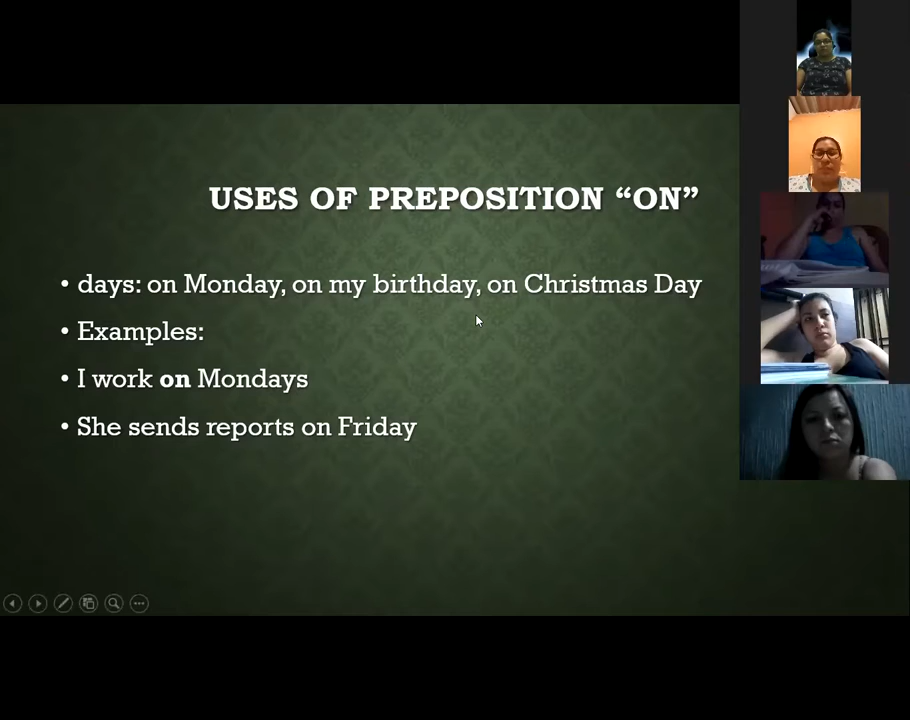 USES OF PREPOSITION “ON”
• days: on Monday, on my birthday, on Christmas Day
• Examples:
• I work on Mondays
• She sends reports on Friday